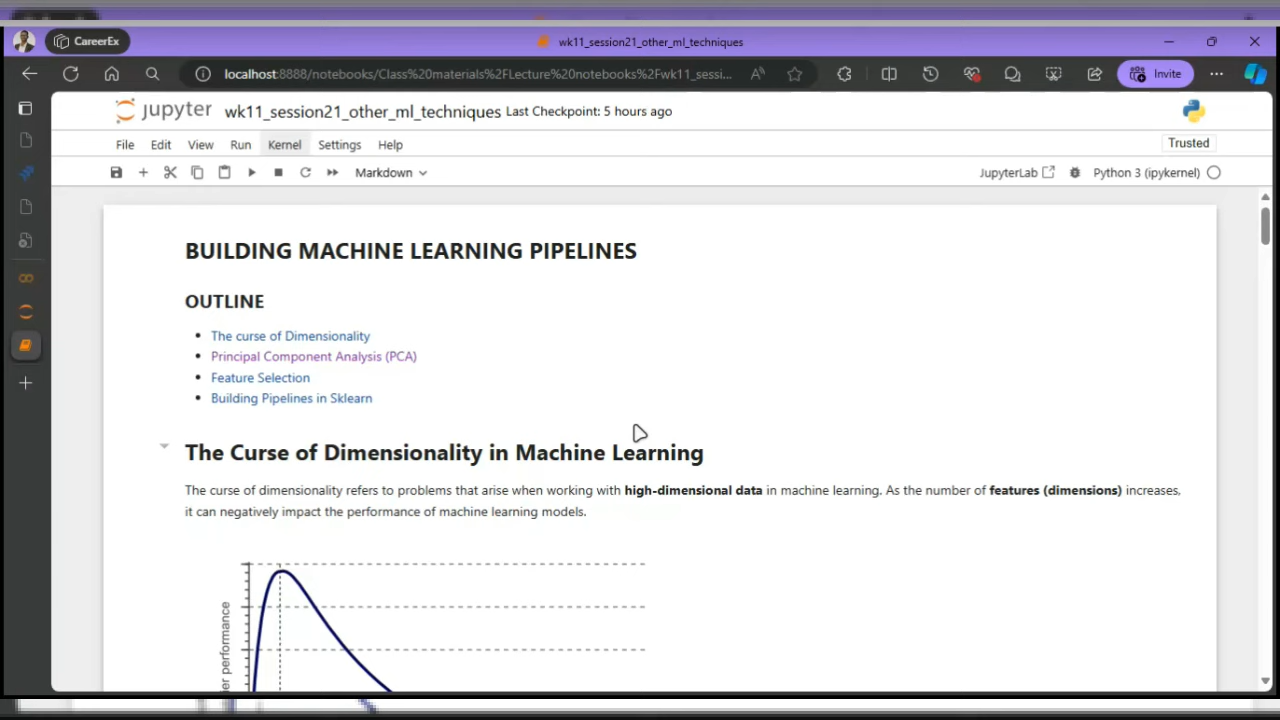 CareerEx
wk11_session21_other_ml_techniques
localhost:8888/notebooks/Class%20materials%2FLecture%20notebooks%2Fwk11_sessi...
Invite
jupyter wk11_session21_other_ml_techniques Last Checkpoint: 5 hours ago
File Edit View Run Kernel Settings Help
Trusted
Markdown
JupyterLab
Python 3 (ipykernel)
BUILDING MACHINE LEARNING PIPELINES
OUTLINE
• The curse of Dimensionality
• Principal Component Analysis (PCA)
• Feature Selection
• Building Pipelines in Sklearn
The Curse of Dimensionality in Machine Learning
The curse of dimensionality refers to problems that arise when working with high-dimensional data in machine learning. As the number of features (dimensions) increases,
it can negatively impact the performance of machine learning models.
er performance